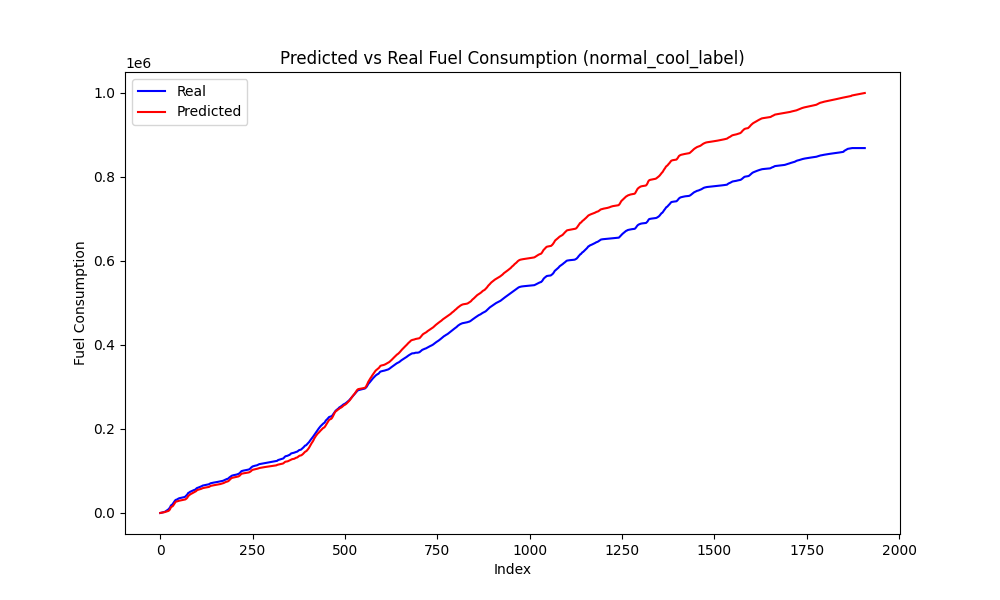 Predicted vs Real Fuel Consumption (normal_cool_label)
1e6
Real
Predicted
1.0
0.8
0.6
0.4
0.2
0.0
Fuel Consumption
0 250 500 750 1000 1250 1500 1750 2000
Index